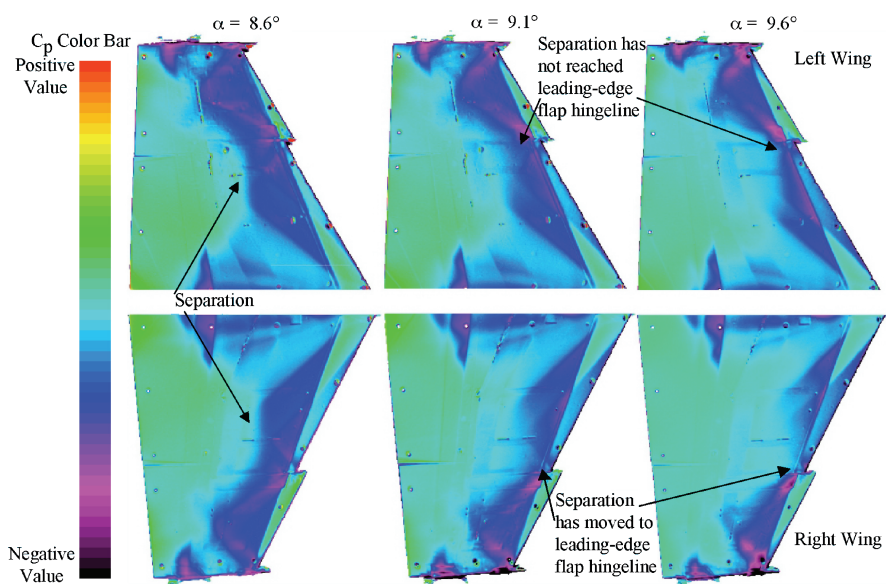 α = 8.6°
α = 9.1°
α = 9.6°
Cp Color Bar
Positive
Value
Separation has
not reached
leading-edge
flap hingeline
Left Wing
Separation
Separation
has moved to
leading-edge
flap hingeline
Right Wing
Negative
Value